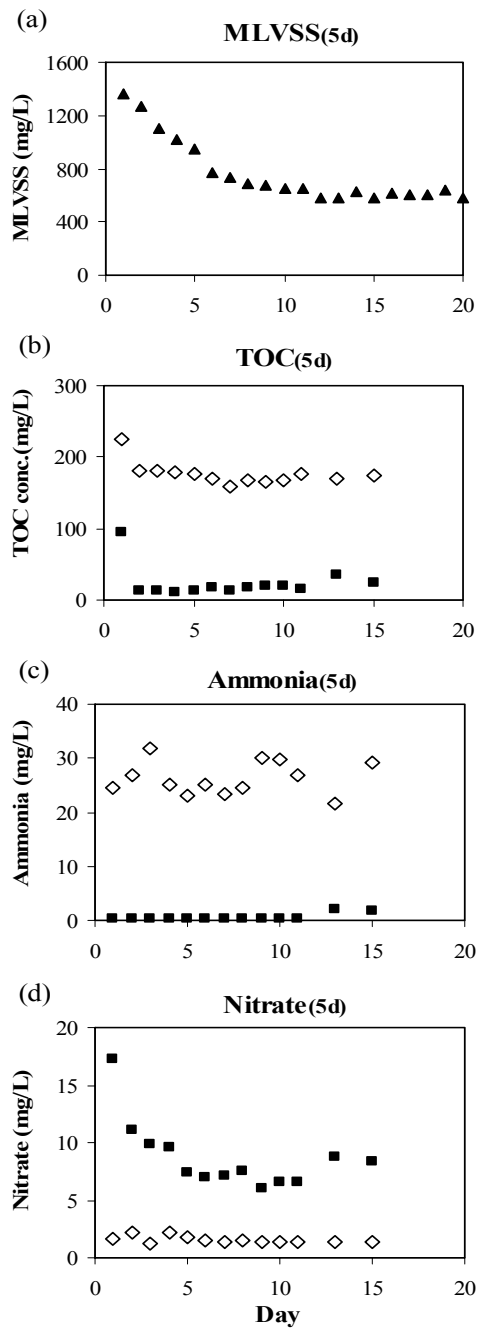 (a)
MLVSS(5d)
MLVSS (mg/L)
1600
1200
800
400
0
0 5 10 15 20
(b)
TOC(5d)
TOC conc.(mg/L)
300
200
100
0
0 5 10 15 20
(c)
Ammonia(5d)
Ammonia (mg/L)
40
30
20
10
0
0 5 10 15 20
(d)
Nitrate(5d)
Nitrate (mg/L)
20
15
10
5
0
0 5 10 15 20
Day